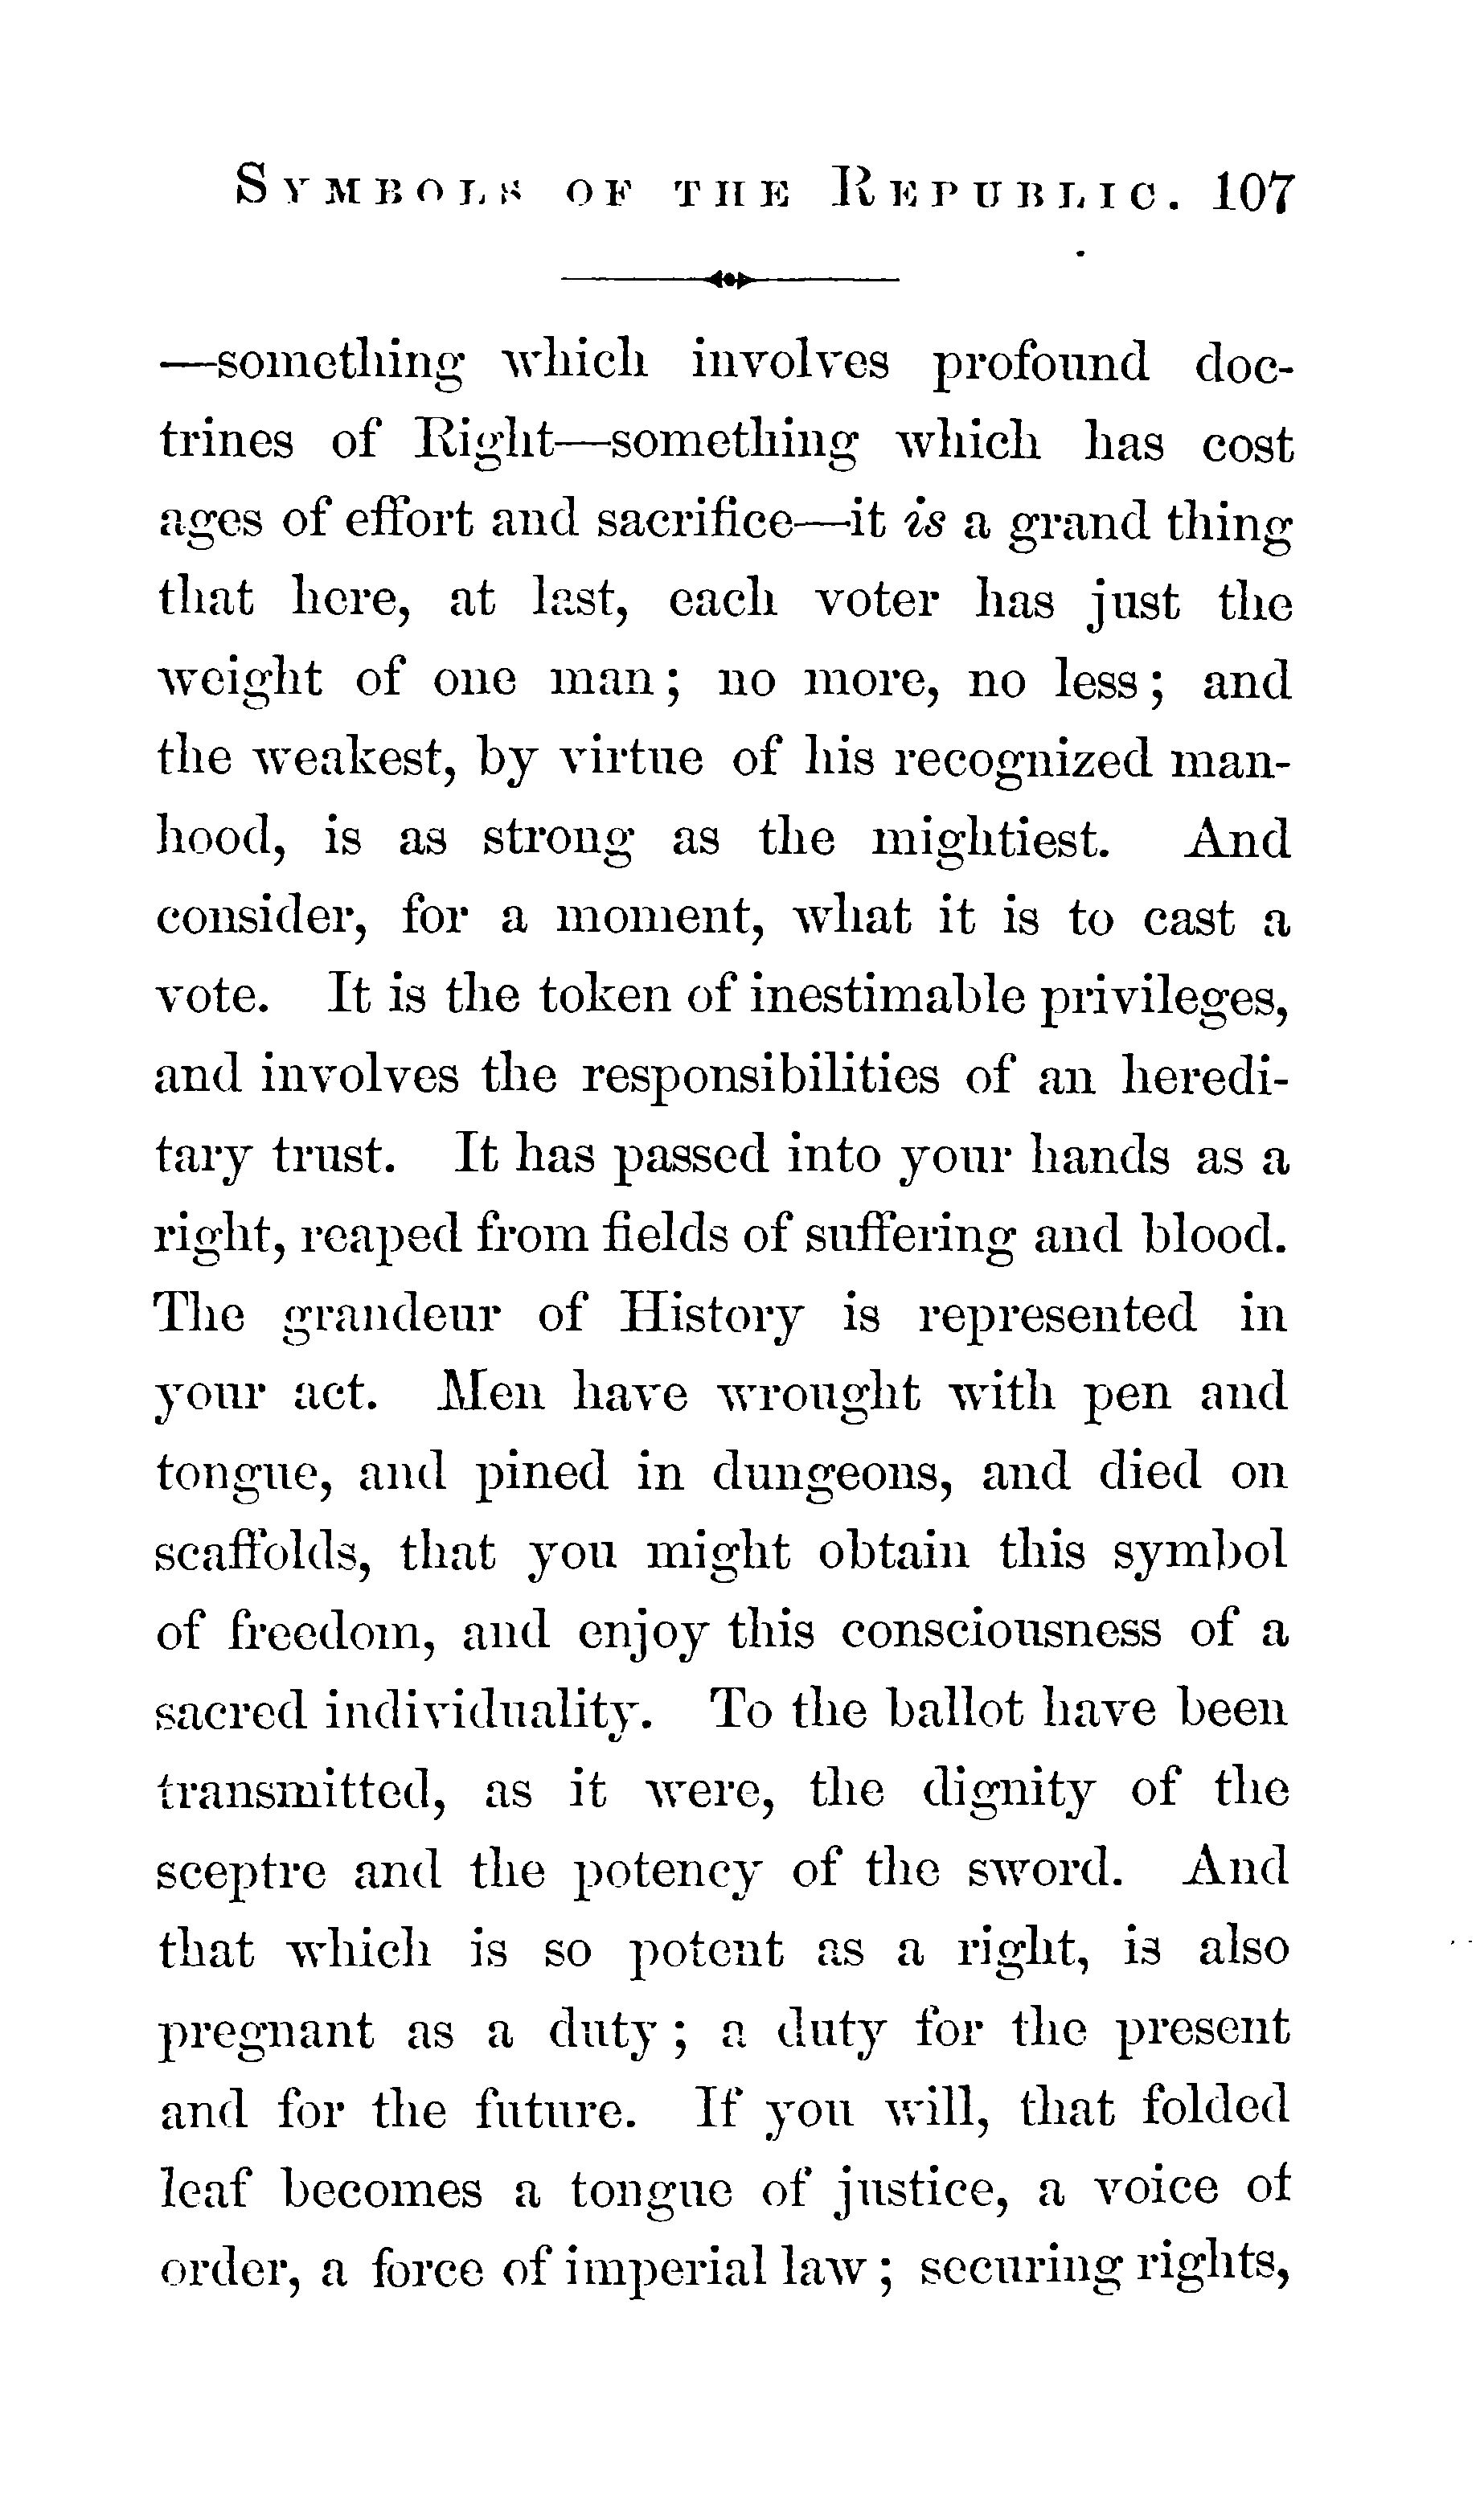 SYMBOLS OF THE REPUBLIC. 107
—something which involves profound doc-
trines of Right—something which has cost
ages of effort and sacrifice—it is a grand thing
that here, at last, each voter has just the
weight of one man; no more, no less; and
the weakest, by virtue of his recognized man-
hood, is as strong as the mightiest. And
consider, for a moment, what it is to cast a
vote. It is the token of inestimable privileges,
and involves the responsibilities of an heredi-
tary trust. It has passed into your hands as a
right, reaped from fields of suffering and blood.
The grandeur of History is represented in
your act. Men have wrought with pen and
tongue, and pined in dungeons, and died on
scaffolds, that you might obtain this symbol
of freedom, and enjoy this consciousness of a
sacred individuality. To the ballot have been
transmitted, as it were, the dignity of the
sceptre and the potency of the sword. And
that which is so potent as a right, is also
pregnant as a duty; a duty for the present
and for the future. If you will, that folded
leaf becomes a tongue of justice, a voice of
order, a force of imperial law; securing rights,